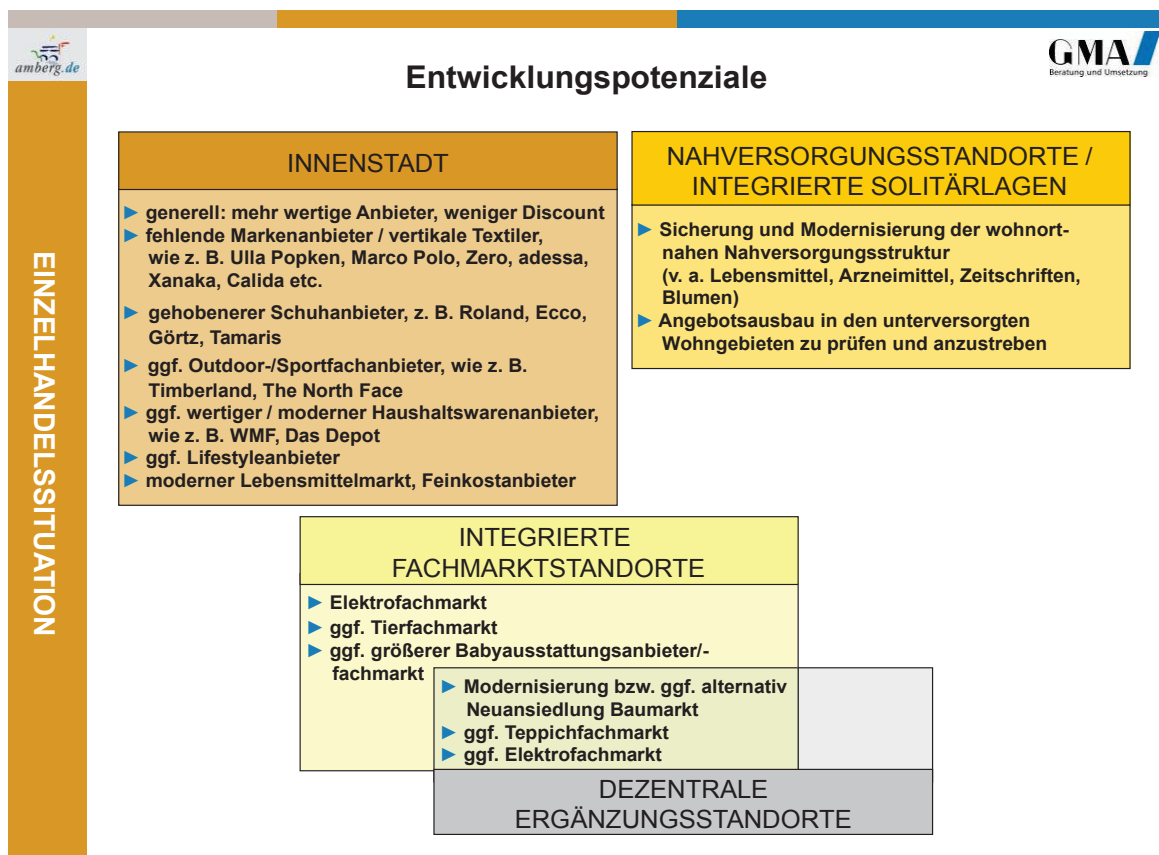 amberg.de
GMA
Beratung und Umsetzung
Entwicklungspotenziale
EINZELHANDELSSITUATION
INNENSTADT
► generell: mehr wertige Anbieter, weniger Discount
► fehlende Markenanbieter / vertikale Textiler,
wie z. B. Ulla Popken, Marco Polo, Zero, adessa,
Xanaka, Calida etc.
► gehobenerer Schuhanbieter, z. B. Roland, Ecco,
Görtz, Tamaris
► ggf. Outdoor-/Sportfachanbieter, wie z. B.
Timberland, The North Face
► ggf. wertiger / moderner Haushaltswarenanbieter,
wie z. B. WMF, Das Depot
► ggf. Lifestyleanbieter
► moderner Lebensmittelmarkt, Feinkostanbieter
NAHVERSORGUNGSSTANDORTE /
INTEGRIERTE SOLITÄRLAGEN
► Sicherung und Modernisierung der wohnort-
nahen Nahversorgungsstruktur
(v. a. Lebensmittel, Arzneimittel, Zeitschriften,
Blumen)
► Angebotsausbau in den unterversorgten
Wohngebieten zu prüfen und anzustreben
INTEGRIERTE
FACHMARKTSTANDORTE
► Elektrofachmarkt
► ggf. Tierfachmarkt
► ggf. größerer Babyausstattungsanbieter/-
fachmarkt
► Modernisierung bzw. ggf. alternativ
Neuansiedlung Baumarkt
► ggf. Teppichfachmarkt
► ggf. Elektrofachmarkt
DEZENTRALE
ERGÄNZUNGSSTANDORTE